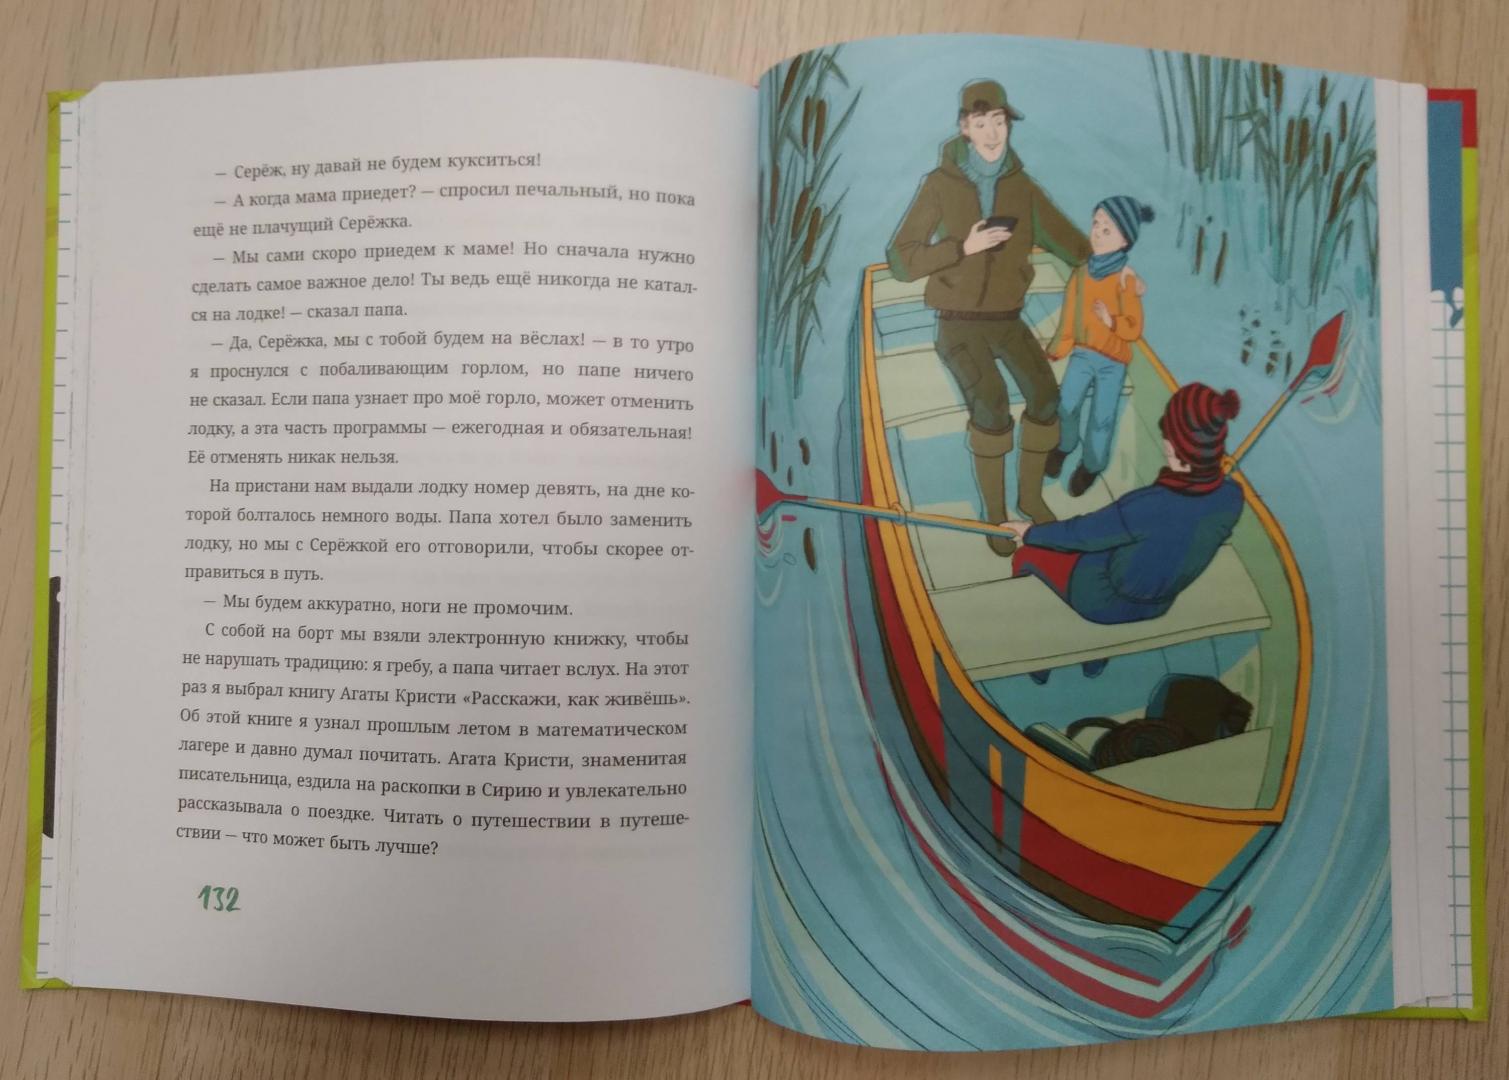 — Серёж, ну давай не будем кукситься!
— А когда мама приедет? — спросил печальный, но пока
ещё не плачущий Серёжка.
— Мы сами скоро приедем к маме! Но сначала нужно
сделать самое важное дело! Ты ведь ещё никогда не катал-
ся на лодке! — сказал папа.
— Да, Серёжка, мы с тобой будем на вёслах! — в то утро
я проснулся с побаливающим горлом, но папе ничего
не сказал. Если папа узнает про моё горло, может отменить
лодку, а эта часть программы — ежегодная и обязательная!
Её отменять никак нельзя.
На пристани нам выдали лодку номер девять, на дне ко-
торой болталось немного воды. Папа хотел было заменить
лодку, но мы с Серёжкой его отговорили, чтобы скорее от-
правиться в путь.
— Мы будем аккуратно, ноги не промочим.
С собой на борт мы взяли электронную книжку, чтобы
не нарушать традицию: я гребу, а папа читает вслух. На этот
раз я выбрал книгу Агаты Кристи «Расскажи, как живёшь».
Об этой книге я узнал прошлым летом в математическом
лагере и давно думал почитать. Агата Кристи, знаменитая
писательница, ездила на раскопки в Сирию и увлекательно
рассказывала о поездке. Читать о путешествии в путеше-
ствии — что может быть лучше?
132